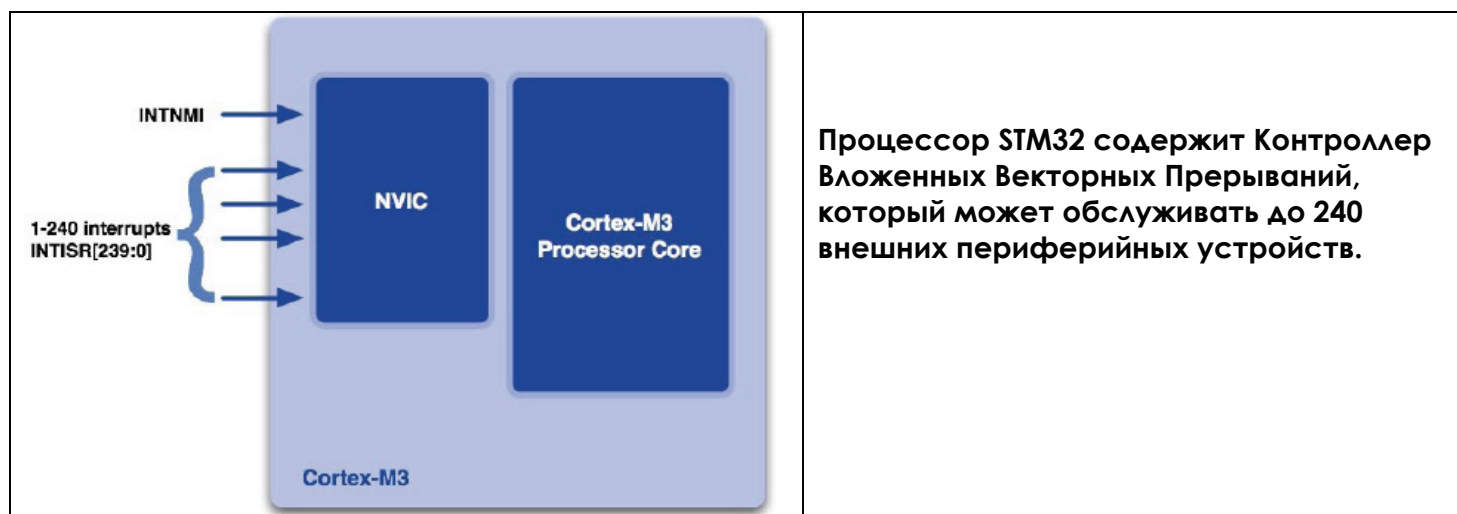 INTNMI
1-240 interrupts
INTISR[239:0]
NVIC
Cortex-M3
Processor Core
Cortex-M3
Процессор STM32 содержит Контроллер
Вложенных Векторных Прерываний,
который может обслуживать до 240
внешних периферийных устройств.